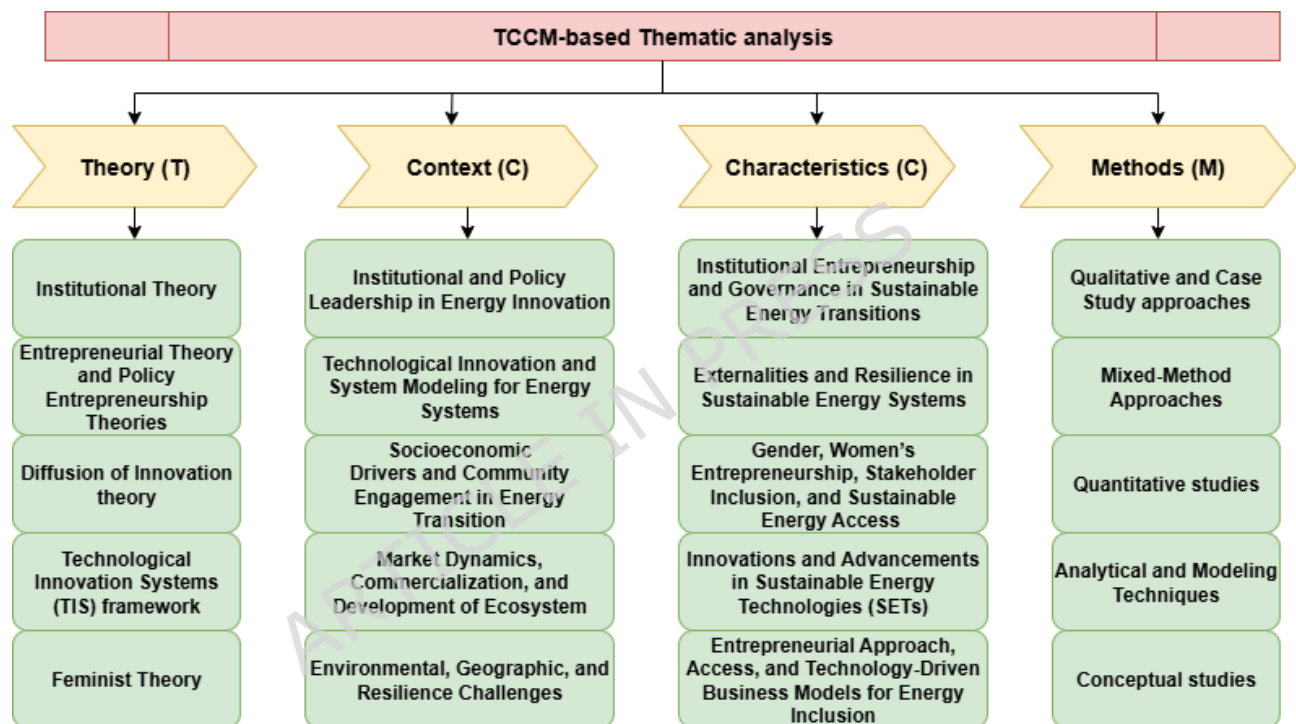 TCCM-based Thematic analysis
Theory (T)
Context (C)
Characteristics (C)
Methods (M)
Institutional Theory
Entrepreneurial Theory
and Policy
Entrepreneurship
Theories
Diffusion of Innovation
theory
Technological
Innovation Systems
(TIS) framework
Feminist Theory
Institutional and Policy
Leadership in Energy Innovation
Technological Innovation and
System Modeling for Energy
Systems
Socioeconomic
Drivers and Community
Engagement in Energy
Transition
Market Dynamics,
Commercialization, and
Development of Ecosystem
Environmental, Geographic, and
Resilience Challenges
Institutional Entrepreneurship
and Governance in Sustainable
Energy Transitions
Externalities and Resilience in
Sustainable Energy Systems
Gender, Women's
Entrepreneurship, Stakeholder
Inclusion, and Sustainable
Energy Access
Innovations and Advancements
in Sustainable Energy
Technologies (SETs)
Entrepreneurial Approach,
Access, and Technology-Driven
Business Models for Energy
Inclusion
Qualitative and Case
Study approaches
Mixed-Method
Approaches
Quantitative studies
Analytical and Modeling
Techniques
Conceptual studies
ARTICLE IN PRESS